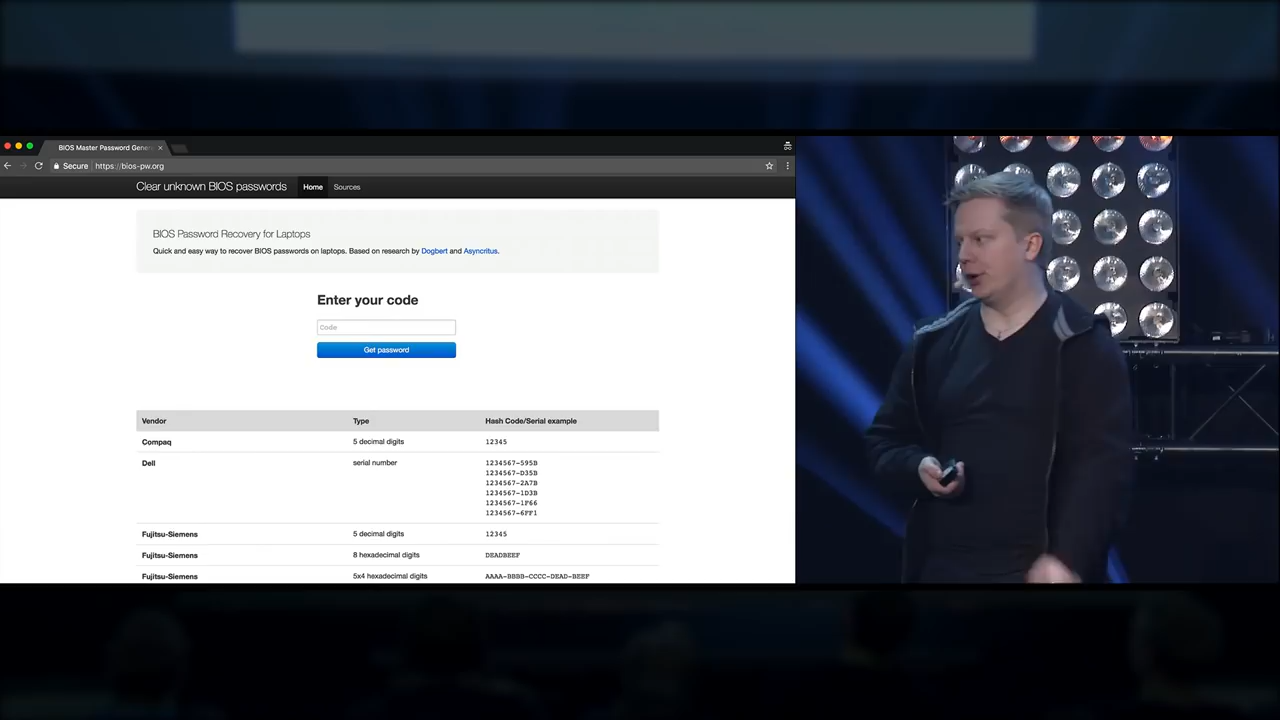 BIOS Master Password Gener
Secure https://bios-pw.org
Clear unknown BIOS passwords Home Sources
BIOS Password Recovery for Laptops
Quick and easy way to recover BIOS passwords on laptops. Based on research by Dogbert and Asyncritus.
Enter your code
Code
Get password
Vendor Type Hash Code/Serial example
Compaq 5 decimal digits 12345
Dell serial number 1234567-595B
1234567-D35B
1234567-2A7B
1234567-1D3B
1234567-1F66
1234567-6FF1
Fujitsu-Siemens 5 decimal digits 12345
Fujitsu-Siemens 8 hexadecimal digits DEADBEEF
Fujitsu-Siemens 5x4 hexadecimal digits AAAA-BBBB-CCCC-DEAD-BEEF